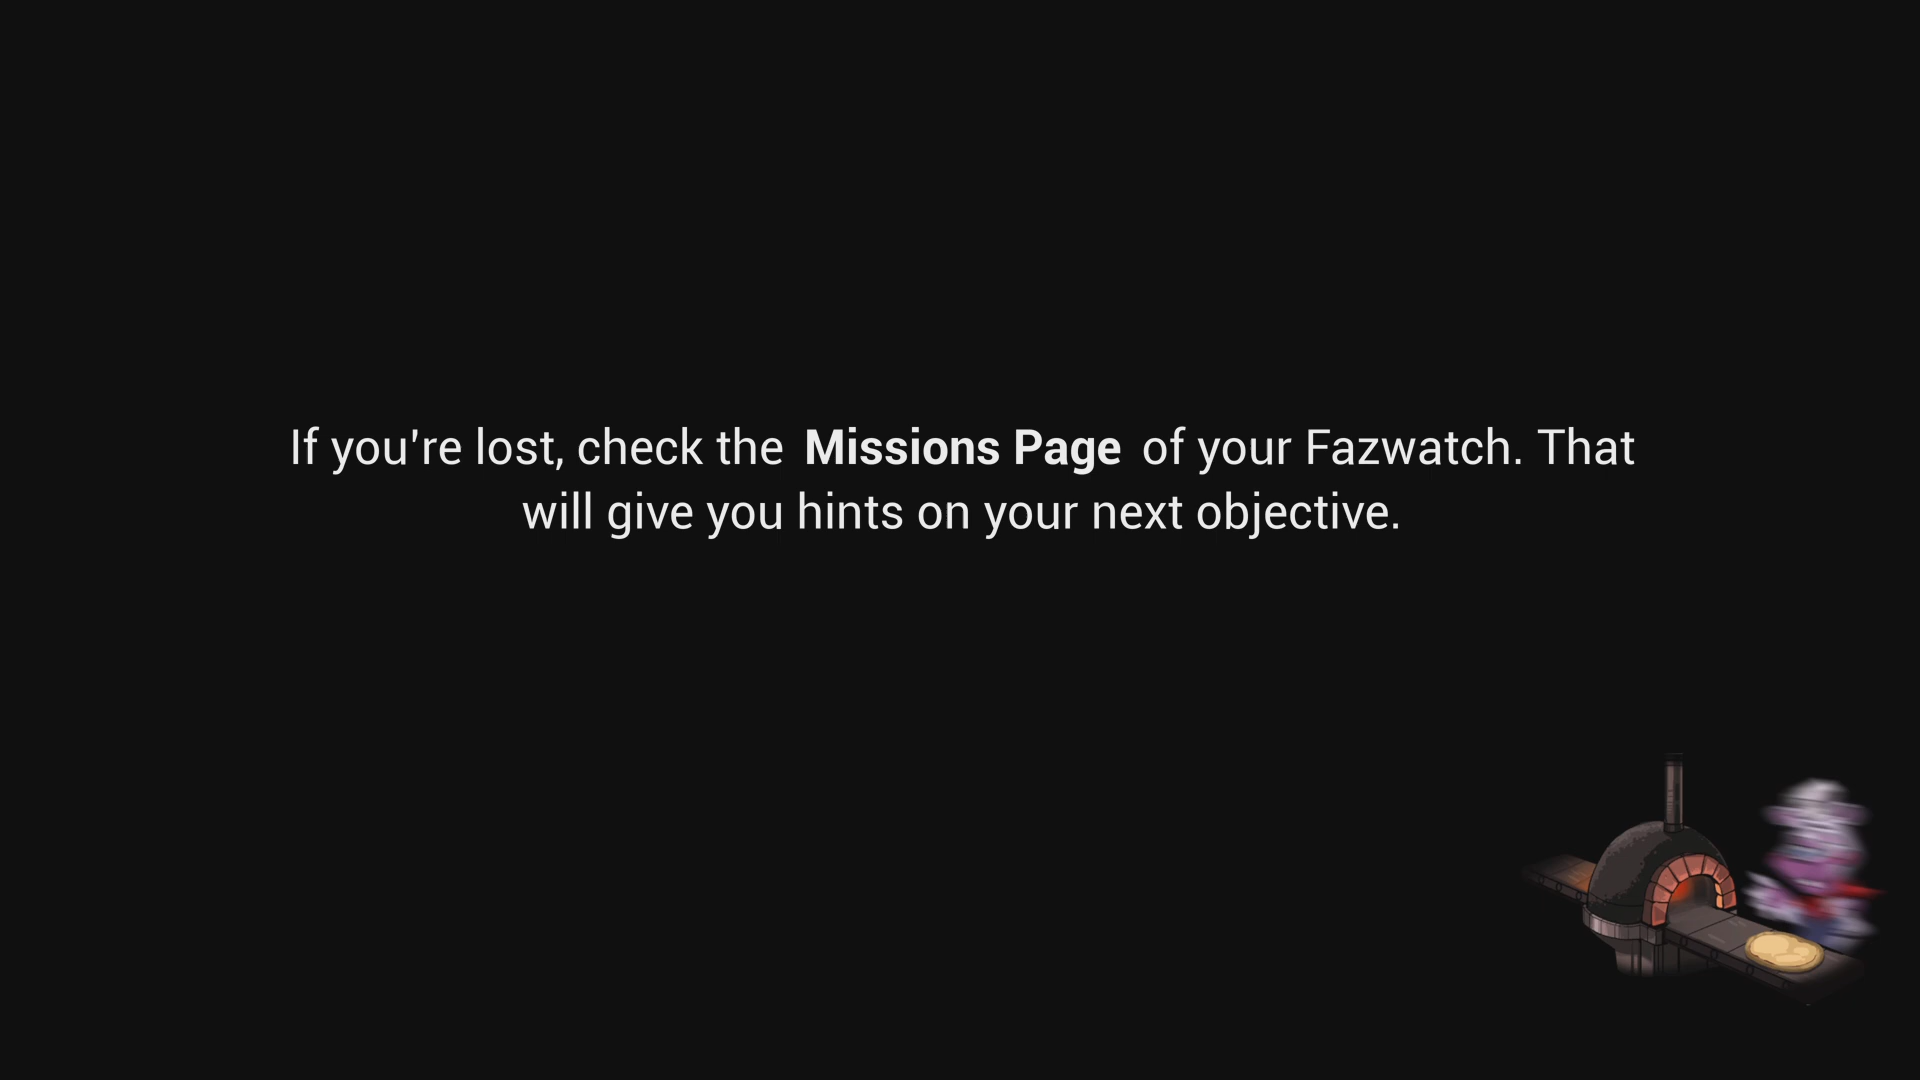 If you're lost, check the Missions Page of your Fazwatch. That
will give you hints on your next objective.